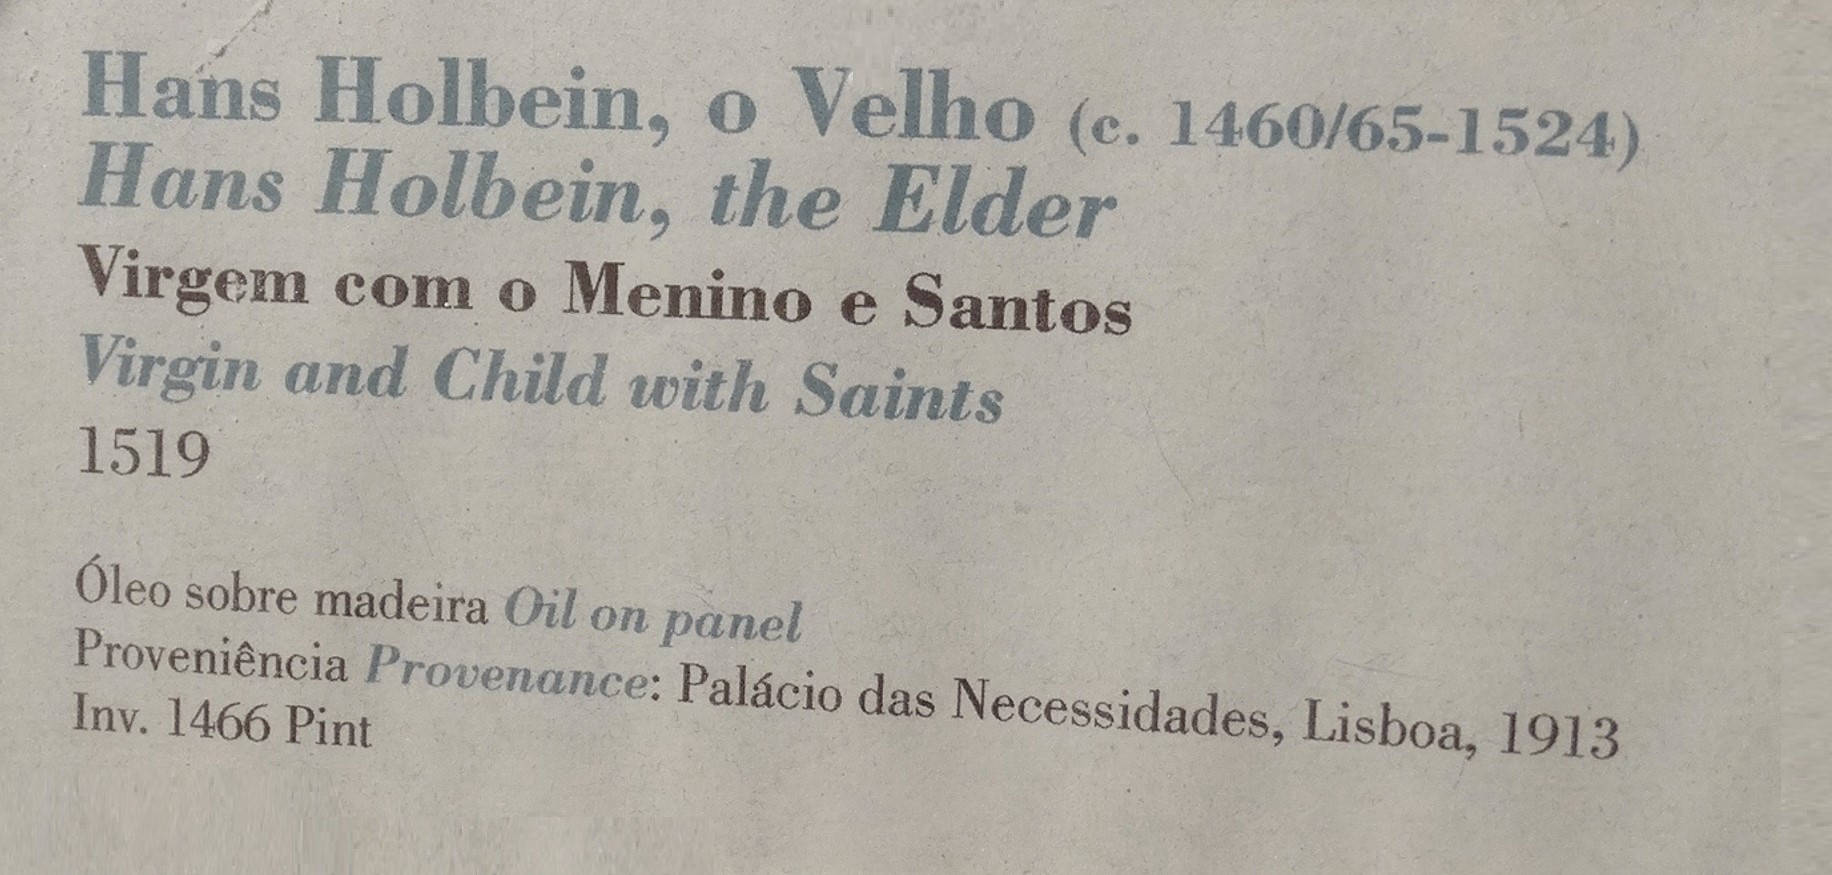 Hans Holbein, o Velho (c. 1460/65-1524)
Hans Holbein, the Elder
Virgem com o Menino e Santos
Virgin and Child with Saints
1519
Óleo sobre madeira Oil on panel
Proveniência Provenance: Palácio das Necessidades, Lisboa, 1913
Inv. 1466 Pint